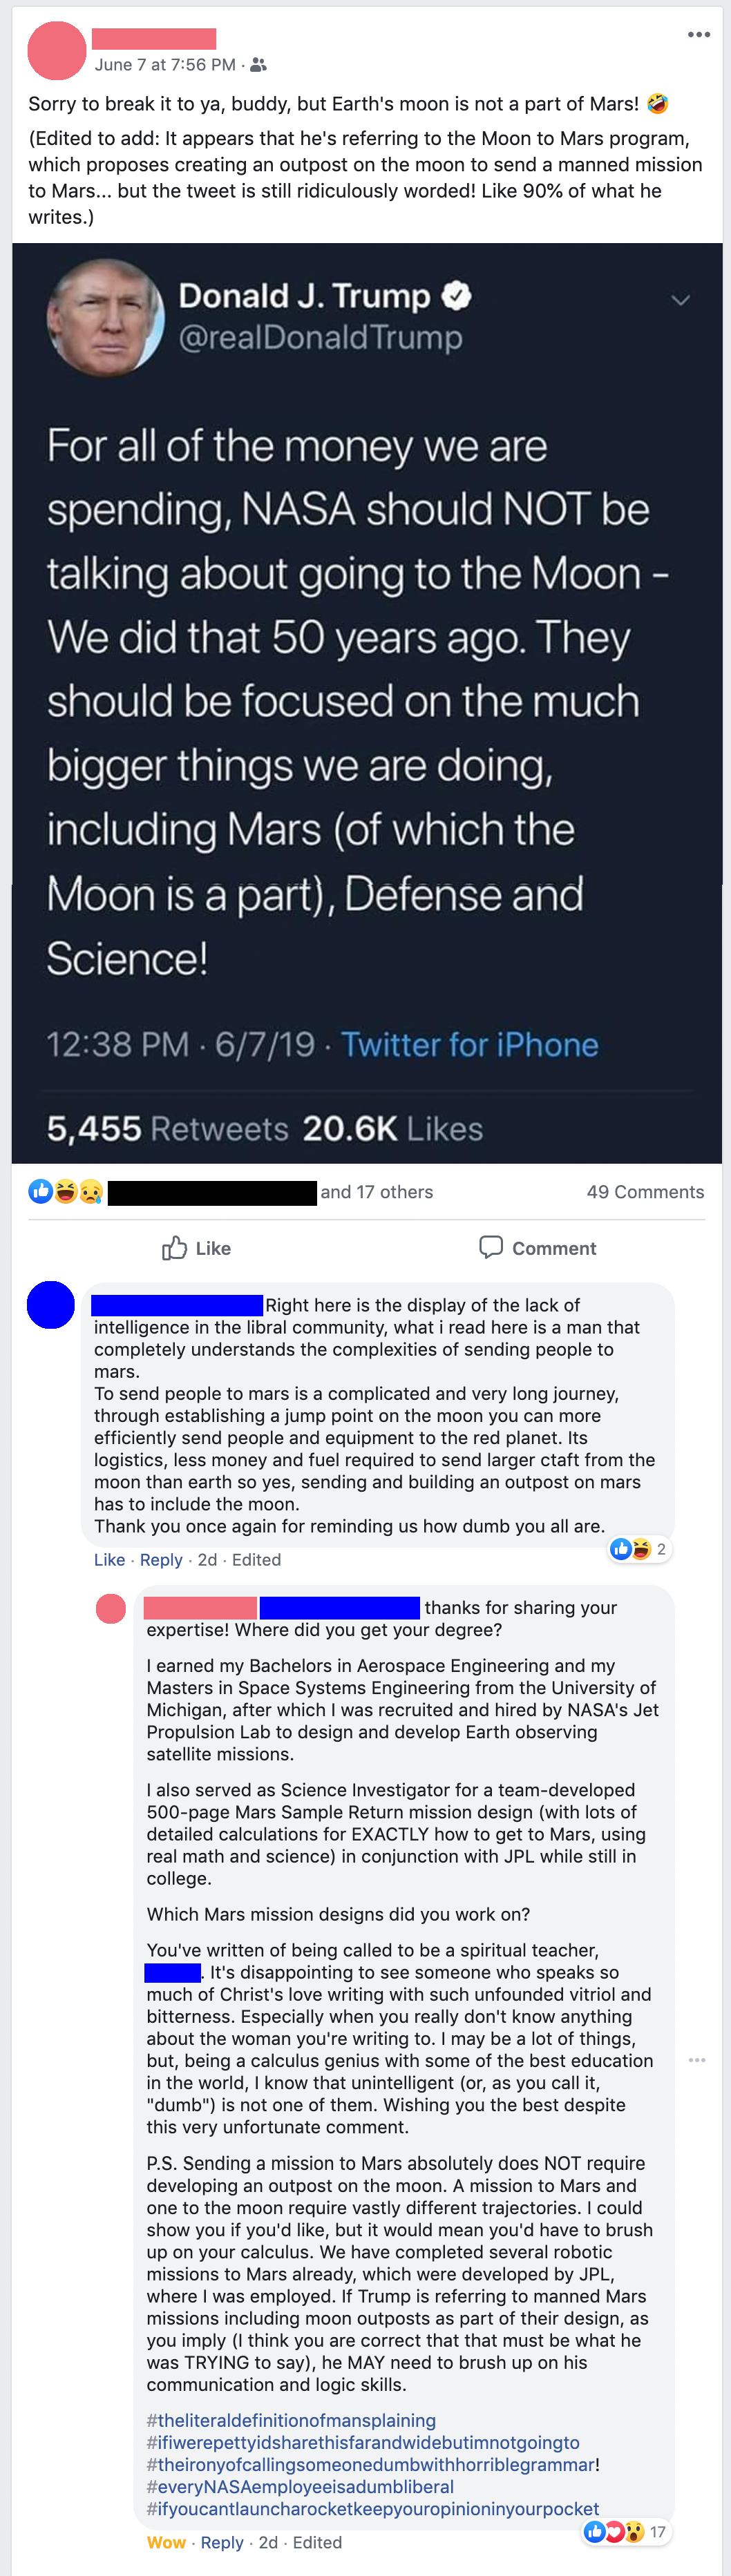 June 7 at 7:56 PM ·
Sorry to break it to ya, buddy, but Earth's moon is not a part of Mars! 🤣
(Edited to add: It appears that he's referring to the Moon to Mars program,
which proposes creating an outpost on the moon to send a manned mission
to Mars... but the tweet is still ridiculously worded! Like 90% of what he
writes.)
Donald J. Trump
@realDonaldTrump
For all of the money we are
spending, NASA should NOT be
talking about going to the Moon -
We did that 50 years ago. They
should be focused on the much
bigger things we are doing,
including Mars (of which the
Moon is a part), Defense and
Science!
12:38 PM · 6/7/19 · Twitter for iPhone
5,455 Retweets 20.6K Likes
and 17 others 49 Comments
Like Comment
Right here is the display of the lack of
intelligence in the libral community, what i read here is a man that
completely understands the complexities of sending people to
mars.
To send people to mars is a complicated and very long journey,
through establishing a jump point on the moon you can more
efficiently send people and equipment to the red planet. Its
logistics, less money and fuel required to send larger ctaft from the
moon than earth so yes, sending and building an outpost on mars
has to include the moon.
Thank you once again for reminding us how dumb you all are.
2
Like · Reply · 2d · Edited
thanks for sharing your
expertise! Where did you get your degree?
I earned my Bachelors in Aerospace Engineering and my
Masters in Space Systems Engineering from the University of
Michigan, after which I was recruited and hired by NASA's Jet
Propulsion Lab to design and develop Earth observing
satellite missions.
I also served as Science Investigator for a team-developed
500-page Mars Sample Return mission design (with lots of
detailed calculations for EXACTLY how to get to Mars, using
real math and science) in conjunction with JPL while still in
college.
Which Mars mission designs did you work on?
You've written of being called to be a spiritual teacher,
. It's disappointing to see someone who speaks so
much of Christ's love writing with such unfounded vitriol and
bitterness. Especially when you really don't know anything
about the woman you're writing to. I may be a lot of things,
but, being a calculus genius with some of the best education
in the world, I know that unintelligent (or, as you call it,
"dumb") is not one of them. Wishing you the best despite
this very unfortunate comment.
P.S. Sending a mission to Mars absolutely does NOT require
developing an outpost on the moon. A mission to Mars and
one to the moon require vastly different trajectories. I could
show you if you'd like, but it would mean you'd have to brush
up on your calculus. We have completed several robotic
missions to Mars already, which were developed by JPL,
where I was employed. If Trump is referring to manned Mars
missions including moon outposts as part of their design, as
you imply (I think you are correct that that must be what he
was TRYING to say), he MAY need to brush up on his
communication and logic skills.
#theliteraldefinitionofmansplaining
#ifiwerepettyidsharethisfarandwidebutimnotgoingto
#theironyofcallingsomeonedumbwithhorriblegrammar!
#everyNASAemployeeisadumbliberal
#ifyoucantlauncharocketkeepyouropinioninyourpocket
17
Wow · Reply · 2d · Edited